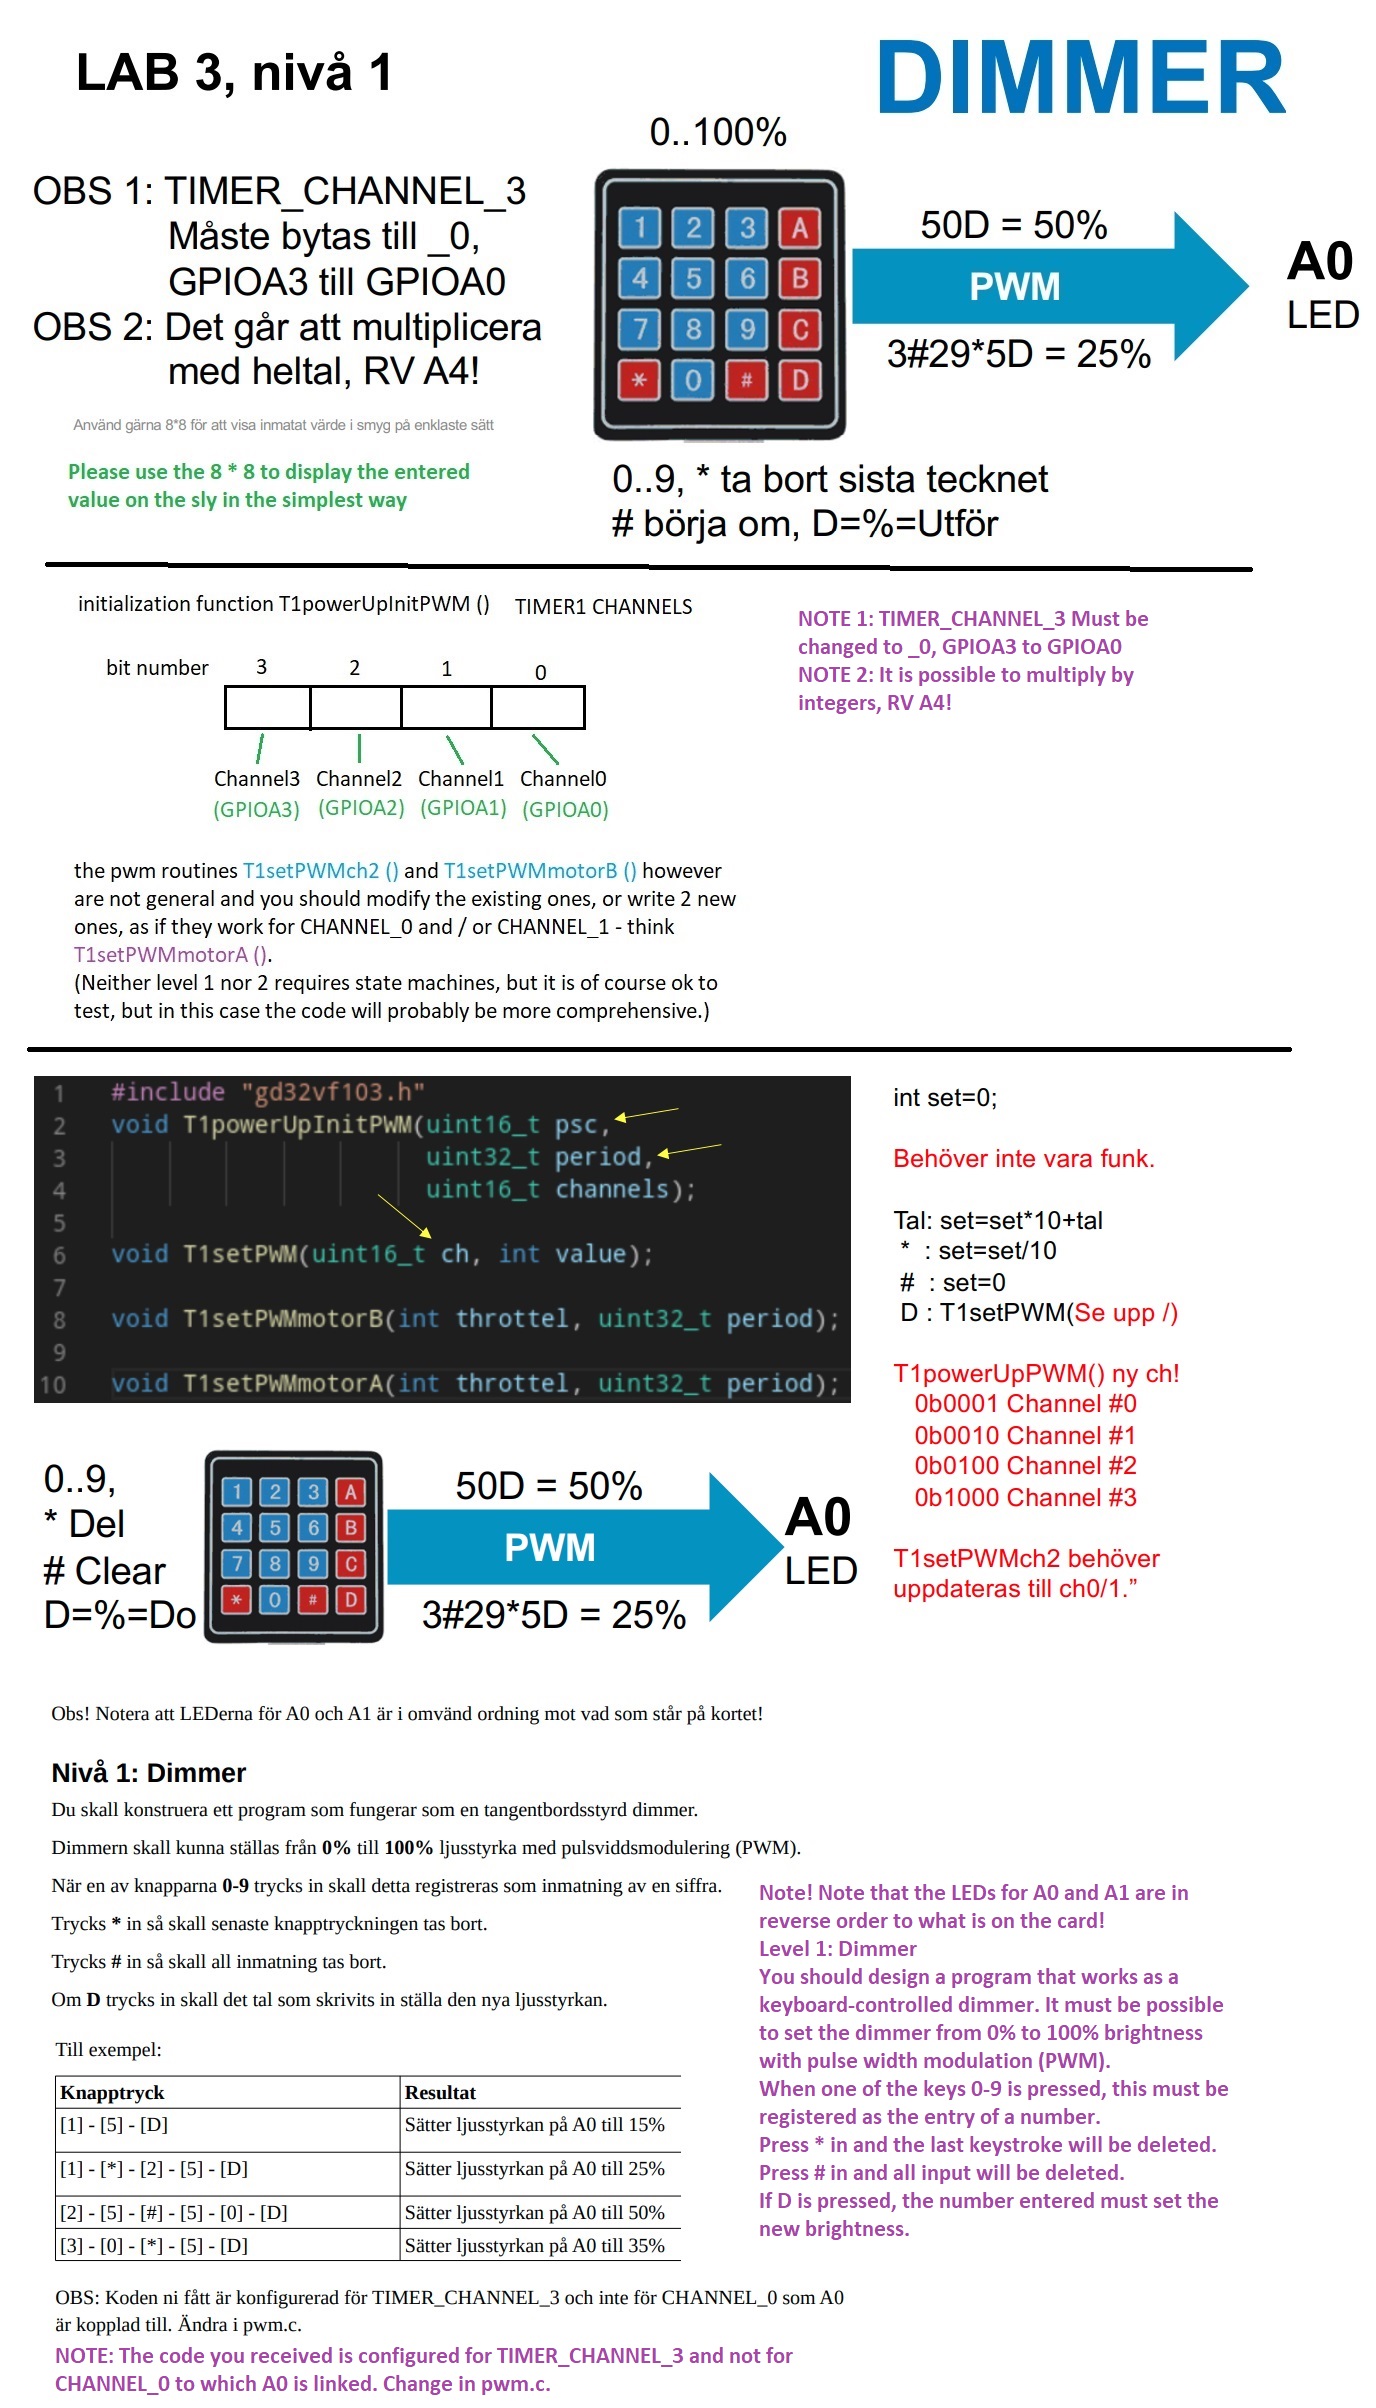 LAB 3, nivå 1
DIMMER
0..100%
OBS 1: TIMER_CHANNEL_3
Måste bytas till _0,
GPIOA3 till GPIOA0
OBS 2: Det går att multiplicera
med heltal, RV A4!
Använd gärna 8*8 för att visa inmatat värde i smyg på enklaste sätt
Please use the 8 * 8 to display the entered
value on the sly in the simplest way
1 2 3 A
4 5 6 B
7 8 9 C
* 0 # D
50D = 50%
PWM
3#29*5D = 25%
A0
LED
0..9, * ta bort sista tecknet
# börja om, D=%=Utför
initialization function T1powerUpInitPWM () TIMER1 CHANNELS
bit number 3 2 1 0
Channel3 Channel2 Channel1 Channel0
(GPIOA3) (GPIOA2) (GPIOA1) (GPIOA0)
NOTE 1: TIMER_CHANNEL_3 Must be
changed to _0, GPIOA3 to GPIOA0
NOTE 2: It is possible to multiply by
integers, RV A4!
the pwm routines T1setPWMch2 () and T1setPWMmotorB () however
are not general and you should modify the existing ones, or write 2 new
ones, as if they work for CHANNEL_0 and / or CHANNEL_1 - think
T1setPWMmotorA ().
(Neither level 1 nor 2 requires state machines, but it is of course ok to
test, but in this case the code will probably be more comprehensive.)
1 #include "gd32vf103.h"
2 void T1powerUpInitPWM(uint16_t psc,
3 uint32_t period,
4 uint16_t channels);
5
6 void T1setPWM(uint16_t ch, int value);
7
8 void T1setPWMmotorB(int throttel, uint32_t period);
9
10 void T1setPWMmotorA(int throttel, uint32_t period);
int set=0;
Behöver inte vara funk.
Tal: set=set*10+tal
* : set=set/10
# : set=0
D : T1setPWM(Se upp /)
T1powerUpPWM() ny ch!
0b0001 Channel #0
0b0010 Channel #1
0b0100 Channel #2
0b1000 Channel #3
T1setPWMch2 behöver
uppdateras till ch0/1.”
0..9,
* Del
# Clear
D=%=Do
1 2 3 A
4 5 6 B
7 8 9 C
* 0 # D
50D = 50%
PWM
3#29*5D = 25%
A0
LED
Obs! Notera att LEDerna för A0 och A1 är i omvänd ordning mot vad som står på kortet!
Nivå 1: Dimmer
Du skall konstruera ett program som fungerar som en tangentbordsstyrd dimmer.
Dimmern skall kunna ställas från 0% till 100% ljusstyrka med pulsviddsmodulering (PWM).
När en av knapparna 0-9 trycks in skall detta registreras som inmatning av en siffra.
Trycks * in så skall senaste knapptryckningen tas bort.
Trycks # in så skall all inmatning tas bort.
Om D trycks in skall det tal som skrivits in ställa den nya ljusstyrkan.
Note! Note that the LEDs for A0 and A1 are in
reverse order to what is on the card!
Level 1: Dimmer
You should design a program that works as a
keyboard-controlled dimmer. It must be possible
to set the dimmer from 0% to 100% brightness
with pulse width modulation (PWM).
When one of the keys 0-9 is pressed, this must be
registered as the entry of a number.
Press * in and the last keystroke will be deleted.
Press # in and all input will be deleted.
If D is pressed, the number entered must set the
new brightness.
Till exempel:
Knapptryck Resultat
[1] - [5] - [D] Sätter ljusstyrkan på A0 till 15%
[1] - [*] - [2] - [5] - [D] Sätter ljusstyrkan på A0 till 25%
[2] - [5] - [#] - [5] - [0] - [D] Sätter ljusstyrkan på A0 till 50%
[3] - [0] - [*] - [5] - [D] Sätter ljusstyrkan på A0 till 35%
OBS: Koden ni fått är konfigurerad för TIMER_CHANNEL_3 och inte för CHANNEL_0 som A0
är kopplad till. Ändra i pwm.c.
NOTE: The code you received is configured for TIMER_CHANNEL_3 and not for
CHANNEL_0 to which A0 is linked. Change in pwm.c.